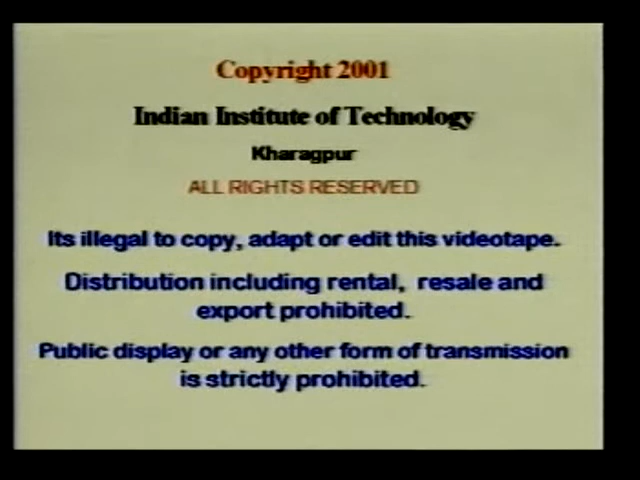 Copyright 2001
Indian Institute of Technology
Kharagpur
ALL RIGHTS RESERVED
Its illegal to copy, adapt or edit this videotape.
Distribution including rental, resale and
export prohibited.
Public display or any other form of transmission
is strictly prohibited.